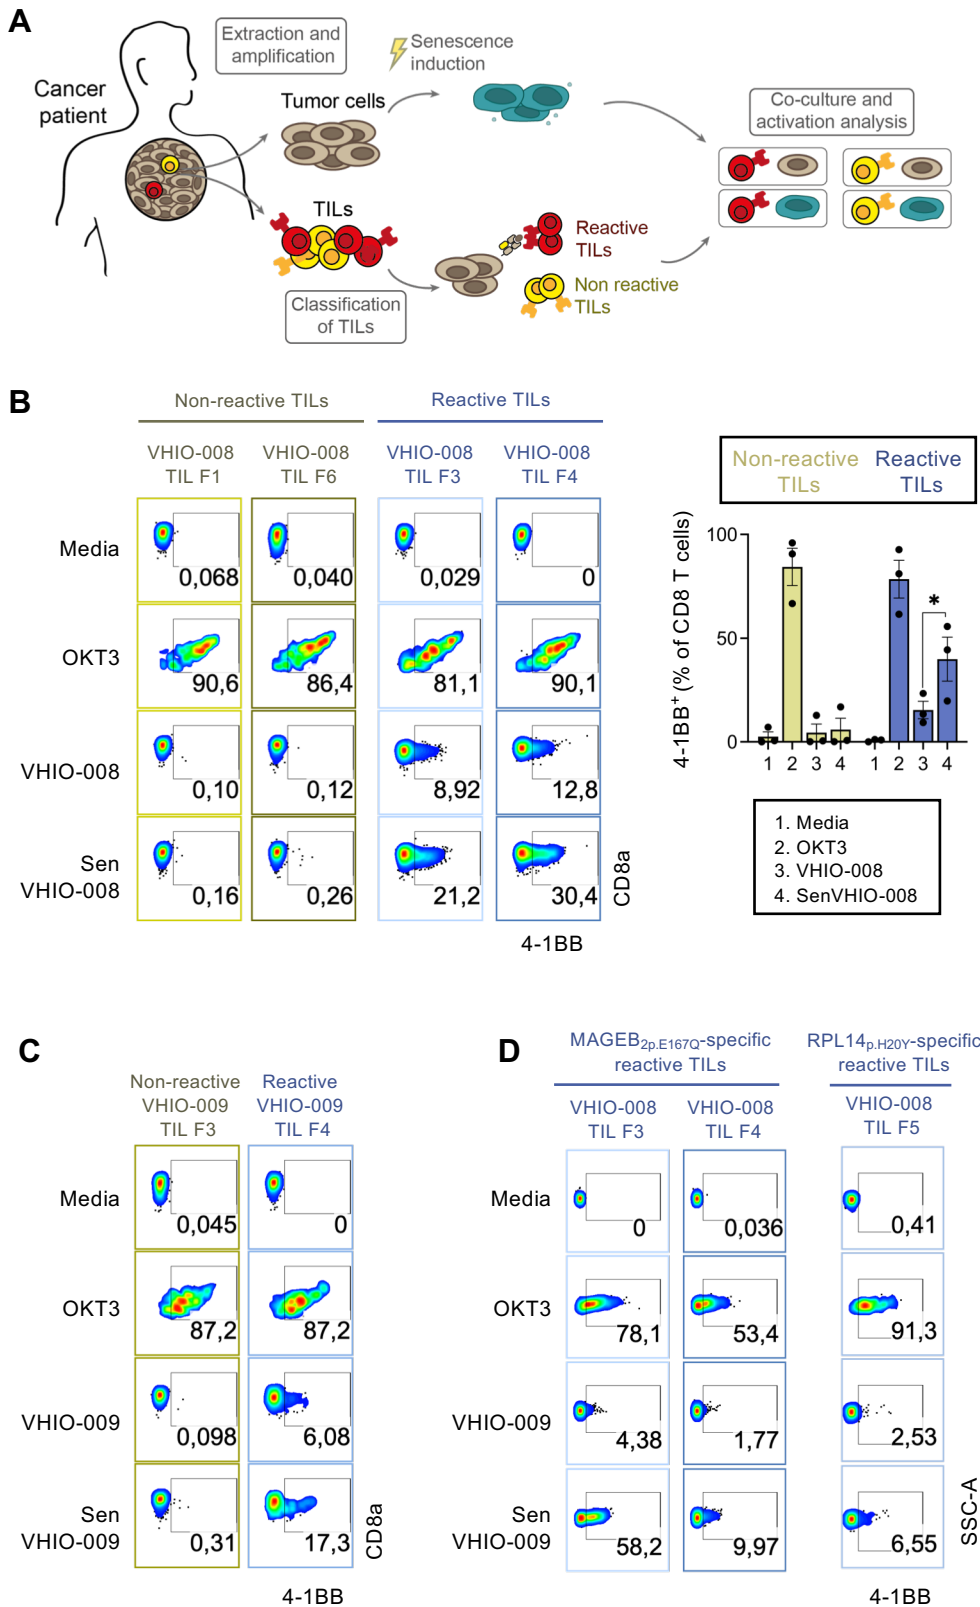 A
Extraction and
amplification
Senescence
induction
Cancer
patient
Tumor cells
Co-culture and
activation analysis
TILs
Reactive
TILs
Non reactive
TILs
Classification
of TILs
B
Non-reactive TILs
Reactive TILs
VHIO-008
TIL F1
VHIO-008
TIL F6
VHIO-008
TIL F3
VHIO-008
TIL F4
Media
0,068
0,040
0,029
0
OKT3
90,6
86,4
81,1
90,1
VHIO-008
0,10
0,12
8,92
12,8
Sen
VHIO-008
0,16
0,26
21,2
30,4
CD8a
4-1BB
Non-reactive
TILs
Reactive
TILs
4-1BB+ (% of CD8 T cells)
100
50
0
*
1 2 3 4 1 2 3 4
1. Media
2. OKT3
3. VHIO-008
4. SenVHIO-008
C
Non-reactive
VHIO-009
TIL F3
Reactive
VHIO-009
TIL F4
Media
0,045
0
OKT3
87,2
87,2
VHIO-009
0,098
6,08
Sen
VHIO-009
0,31
17,3
CD8a
4-1BB
D
MAGEB2p.E167Q-specific
reactive TILs
RPL14p.H20Y-specific
reactive TILs
VHIO-008
TIL F3
VHIO-008
TIL F4
VHIO-008
TIL F5
Media
0
0,036
0,41
OKT3
78,1
53,4
91,3
VHIO-009
4,38
1,77
2,53
Sen
VHIO-009
58,2
9,97
6,55
SSC-A
4-1BB